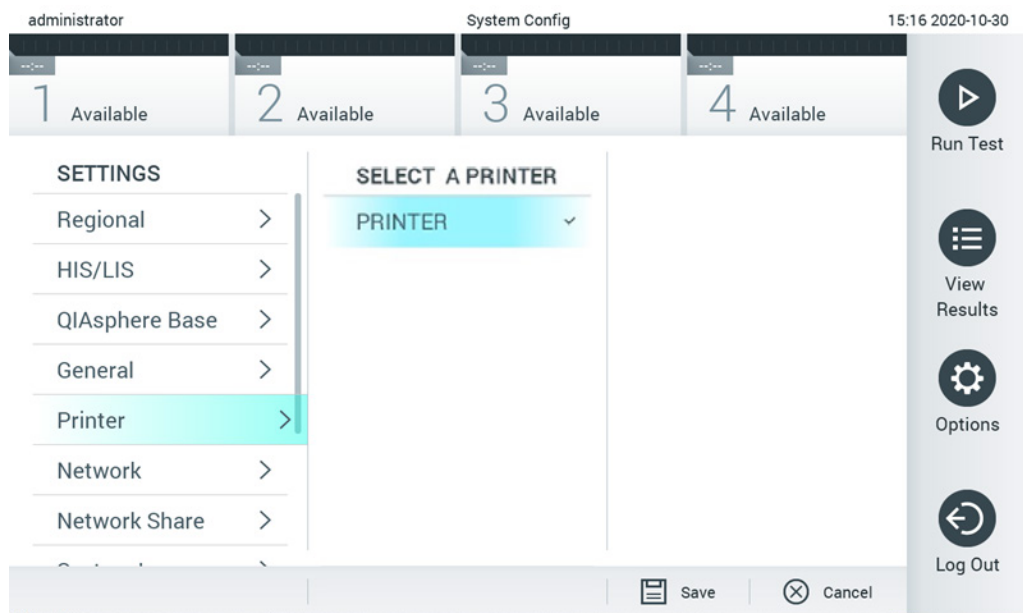 administrator System Config 15:16 2020-10-30
--:-- --:-- --:-- --:--
1 Available 2 Available 3 Available 4 Available
Run Test
SETTINGS
Regional
HIS/LIS
QIAsphere Base
General
Printer
Network
Network Share
SELECT A PRINTER
PRINTER
View
Results
Options
Log Out
Save Cancel